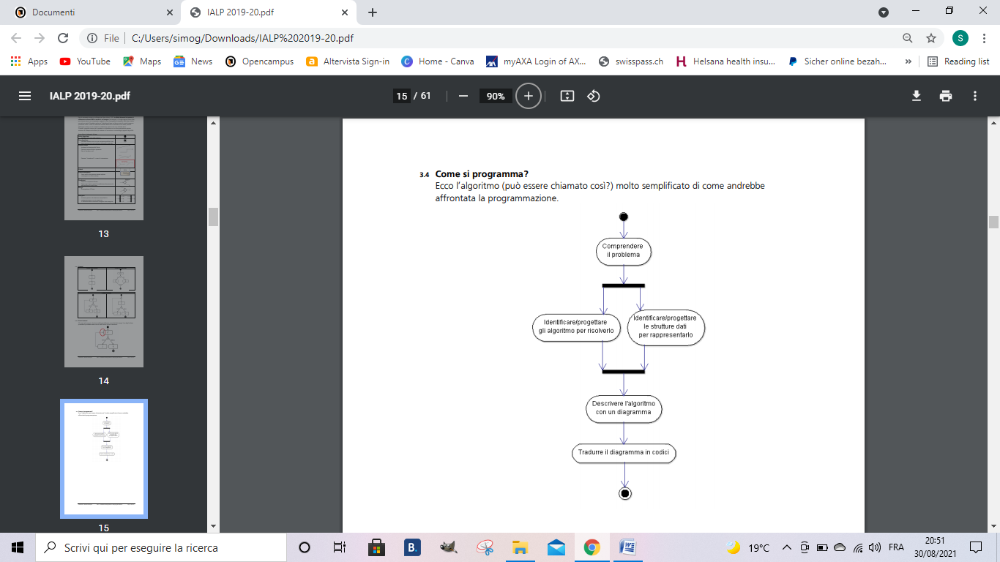 Documenti
IALP 2019-20.pdf
File
C:/Users/simog/Downloads/IALP%202019-20.pdf
S
Apps
YouTube
Maps
News
Opencampus
Altervista Sign-in
Home - Canva
myAXA Login of AX...
swisspass.ch
Helsana health insu...
Sicher online bezah...
»
Reading list
IALP 2019-20.pdf
15 / 61
90%
13
14
15
3.4 Come si programma?
Ecco l'algoritmo (può essere chiamato così?) molto semplificato di come andrebbe
affrontata la programmazione.
Comprendere
il problema
Identificare/progettare
gli algoritmo per risolverlo
Identificare/progettare
le strutture dati
per rappresentarlo
Descrivere l'algoritmo
con un diagramma
Tradurre il diagramma in codici
Scrivi qui per eseguire la ricerca
B.
19°C
FRA
20:51
30/08/2021